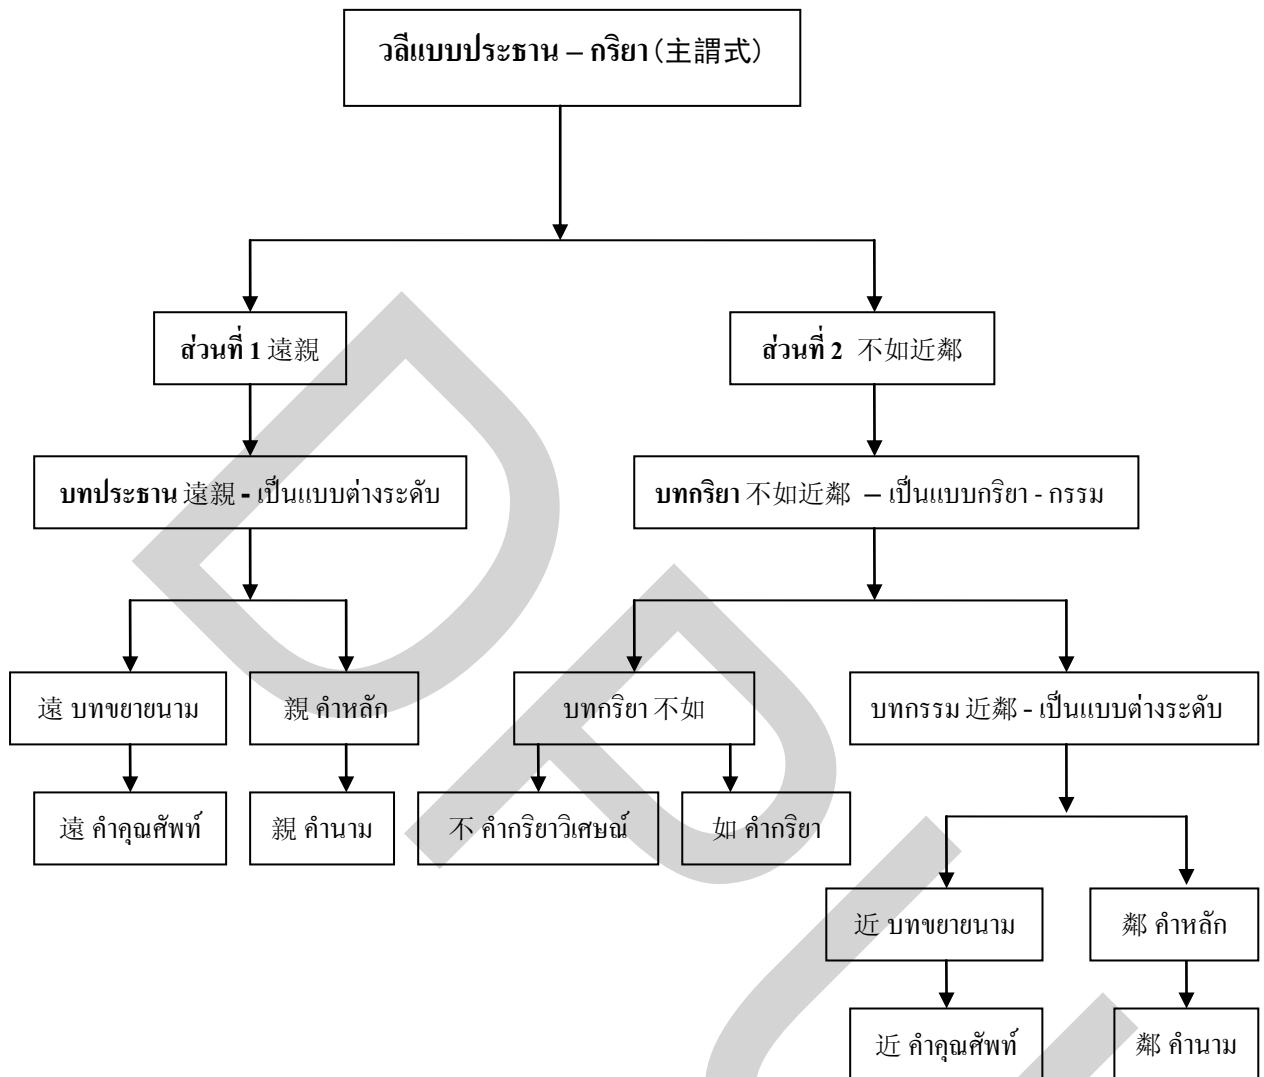 วลีแบบประธาน – กริยา (主謂式)
ส่วนที่ 1 遠親
ส่วนที่ 2 不如近鄰
บทประธาน 遠親 - เป็นแบบต่างระดับ
บทกริยา 不如近鄰 – เป็นแบบกริยา - กรรม
遠 บทขยายนาม
親 คำหลัก
บทกริยา 不如
บทกรรม 近鄰 - เป็นแบบต่างระดับ
遠 คำคุณศัพท์
親 คำนาม
不 คำกริยาวิเศษณ์
如 คำกริยา
近 บทขยายนาม
鄰 คำหลัก
近 คำคุณศัพท์
鄰 คำนาม